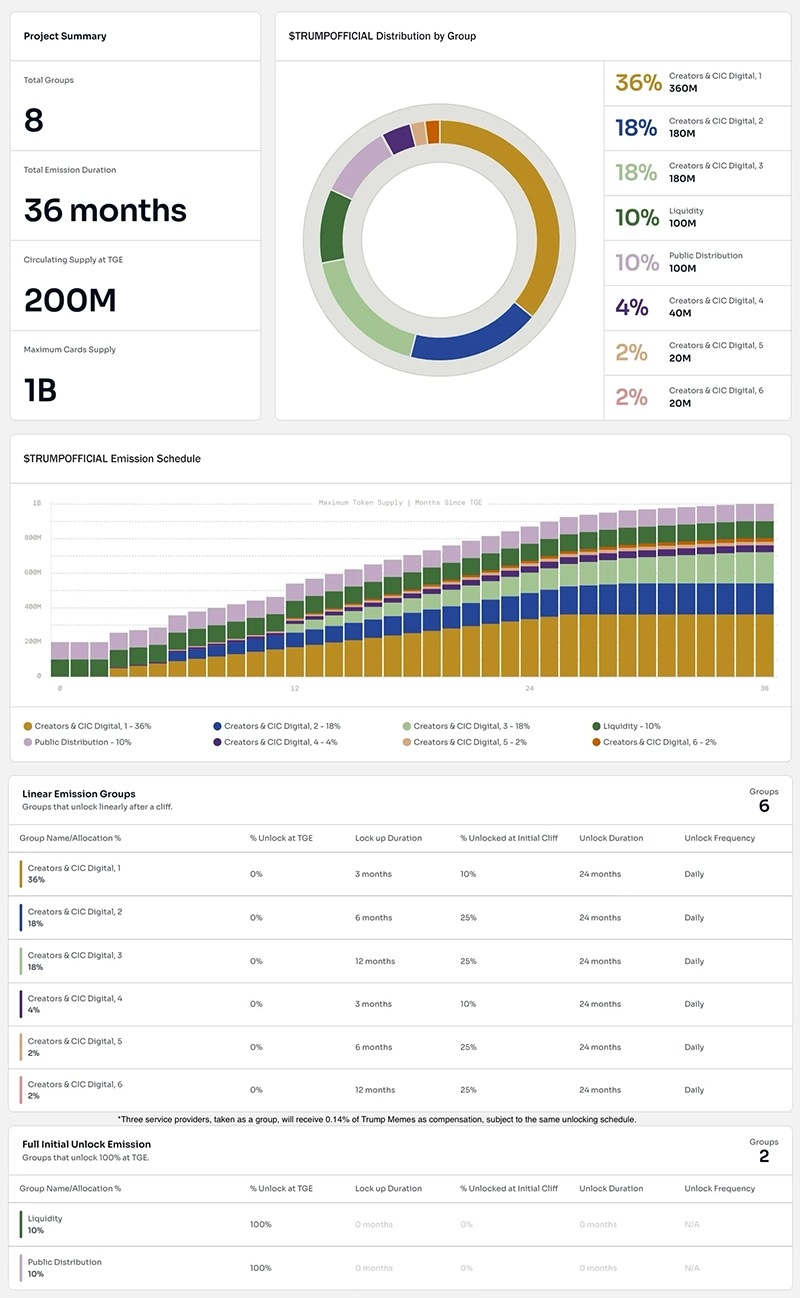 Project Summary
Total Groups
8
Total Emission Duration
36 months
Circulating Supply at TGE
200M
Maximum Cards Supply
1B
$TRUMPOFFICIAL Distribution by Group
36% Creators & CIC Digital, 1
360M
18% Creators & CIC Digital, 2
180M
18% Creators & CIC Digital, 3
180M
10% Liquidity
100M
10% Public Distribution
100M
4% Creators & CIC Digital, 4
40M
2% Creators & CIC Digital, 5
20M
2% Creators & CIC Digital, 6
20M
$TRUMPOFFICIAL Emission Schedule
Maximum Token Supply | Months Since TGE
1B
800M
600M
400M
200M
0
0 12 24 36
Creators & CIC Digital, 1 - 36% Creators & CIC Digital, 2 - 18% Creators & CIC Digital, 3 - 18% Liquidity - 10%
Public Distribution - 10% Creators & CIC Digital, 4 - 4% Creators & CIC Digital, 5 - 2% Creators & CIC Digital, 6 - 2%
Linear Emission Groups
Groups that unlock linearly after a cliff.
Groups
6
Group Name/Allocation % % Unlock at TGE Lock up Duration % Unlocked at Initial Cliff Unlock Duration Unlock Frequency
Creators & CIC Digital, 1
36%
0% 3 months 10% 24 months Daily
Creators & CIC Digital, 2
18%
0% 6 months 25% 24 months Daily
Creators & CIC Digital, 3
18%
0% 12 months 25% 24 months Daily
Creators & CIC Digital, 4
4%
0% 3 months 10% 24 months Daily
Creators & CIC Digital, 5
2%
0% 6 months 25% 24 months Daily
Creators & CIC Digital, 6
2%
0% 12 months 25% 24 months Daily
*Three service providers, taken as a group, will receive 0.14% of Trump Memes as compensation, subject to the same unlocking schedule.
Full Initial Unlock Emission
Groups that unlock 100% at TGE.
Groups
2
Group Name/Allocation % % Unlock at TGE Lock up Duration % Unlocked at Initial Cliff Unlock Duration Unlock Frequency
Liquidity
10%
100% 0 months 0% 0 months N/A
Public Distribution
10%
100% 0 months 0% 0 months N/A